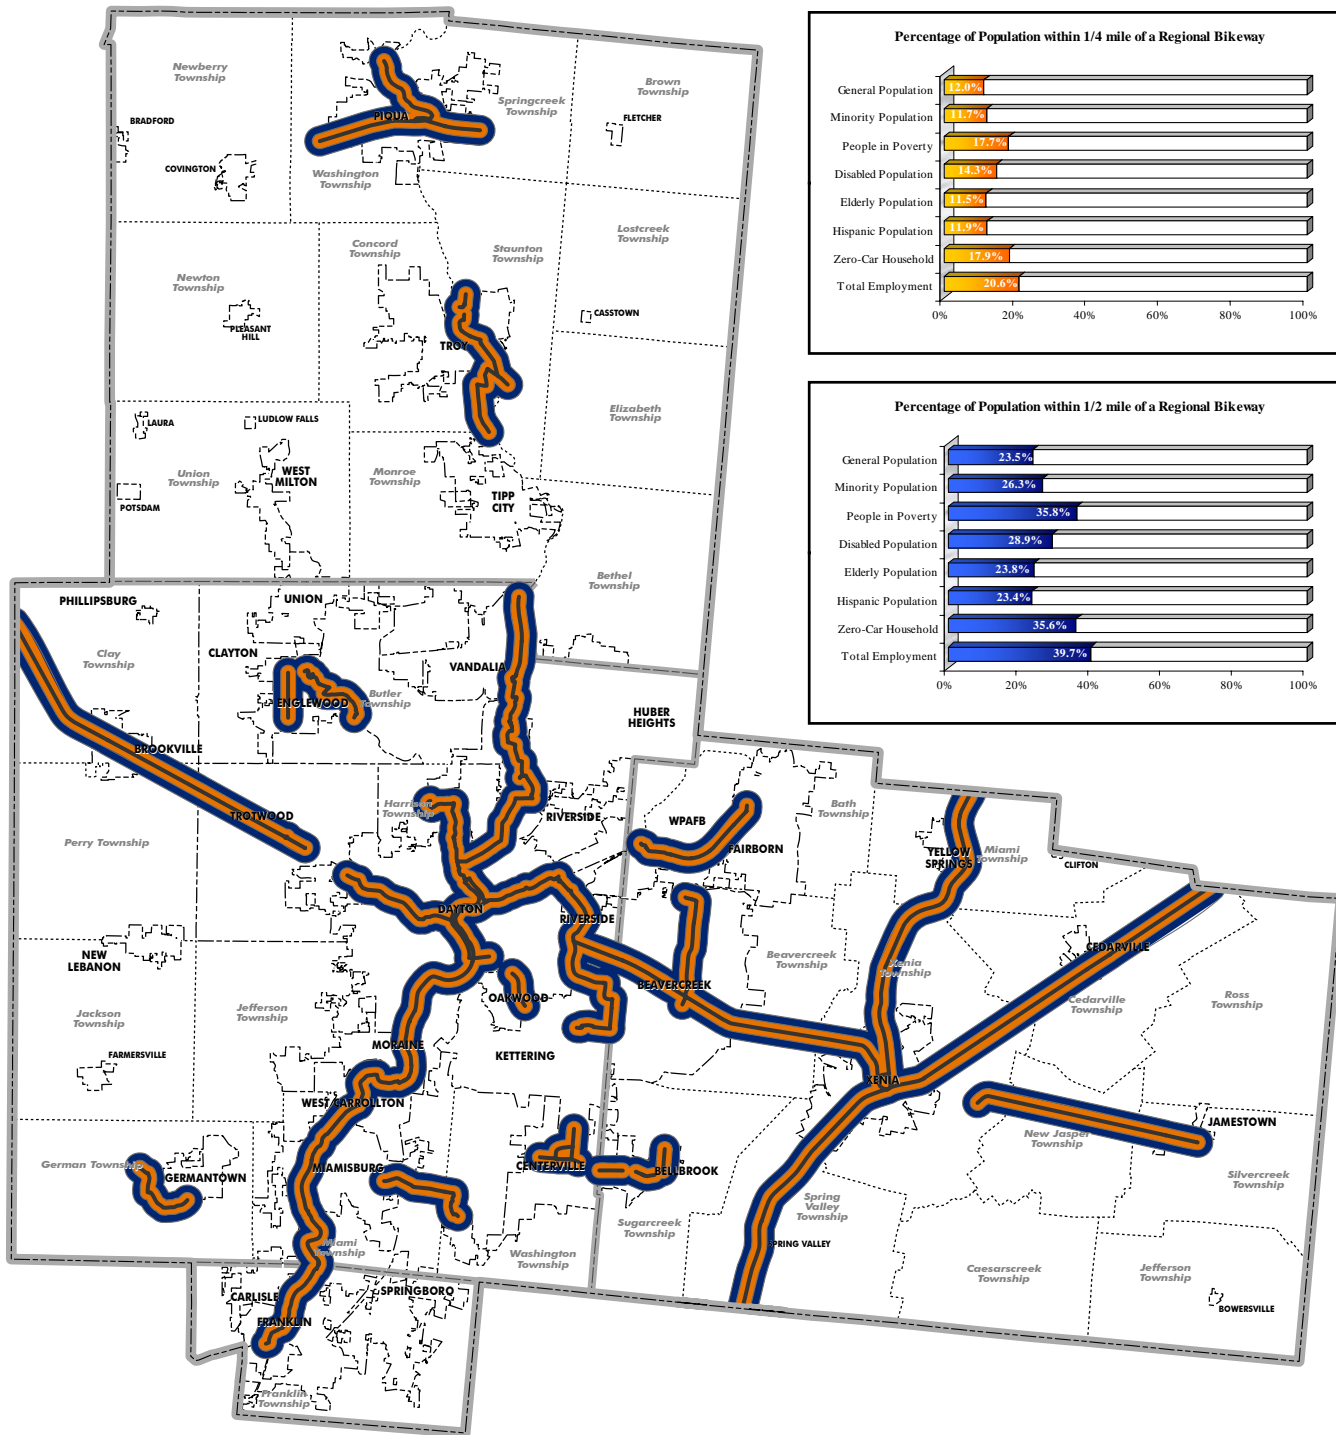 Percentage of Population within 1/4 mile of a Regional Bikeway
General Population
12.0%
Minority Population
11.7%
People in Poverty
17.7%
Disabled Population
14.3%
Elderly Population
11.5%
Hispanic Population
11.9%
Zero-Car Household
17.9%
Total Employment
20.6%
0% 20% 40% 60% 80% 100%
Percentage of Population within 1/2 mile of a Regional Bikeway
General Population
23.5%
Minority Population
26.3%
People in Poverty
35.8%
Disabled Population
28.9%
Elderly Population
23.8%
Hispanic Population
23.4%
Zero-Car Household
35.6%
Total Employment
39.7%
0% 20% 40% 60% 80% 100%
Newberry
Township
BRADFORD
COVINGTON
PIQUA
Washington
Township
Springcreek
Township
Brown
Township
FLETCHER
Lostcreek
Township
Staunton
Township
Concord
Township
Newton
Township
PLEASANT
HILL
TROY
CASSTOWN
Elizabeth
Township
LAURA
LUDLOW FALLS
Union
Township
WEST
MILTON
POTSDAM
Monroe
Township
TIPP
CITY
Bethel
Township
PHILLIPSBURG
UNION
Clay
Township
CLAYTON
VANDALIA
ENGLEWOOD
Butler
Township
HUBER
HEIGHTS
BROOKVILLE
TROTWOOD
Harrison
Township
RIVERSIDE
WPAFB
FAIRBORN
Bath
Township
YELLOW
SPRINGS
Miami
Township
CLIFTON
Perry Township
DAYTON
RIVERSIDE
NEW
LEBANON
Beavercreek
Township
Xenia
Township
CEDARVILLE
Cedarville
Township
Ross
Township
BEAVERCREEK
OAKWOOD
Jackson
Township
Jefferson
Township
FARMERSVILLE
MORAINE
KETTERING
XENIA
WEST CARROLLTON
JAMESTOWN
New Jasper
Township
German Township
GERMANTOWN
MIAMISBURG
CENTERVILLE
BELLBROOK
Silvercreek
Township
Spring
Valley
Township
Sugarcreek
Township
SPRING VALLEY
Miami
Township
Washington
Township
Caesarscreek
Township
Jefferson
Township
BOWERSVILLE
CARLISLE
SPRINGBORO
FRANKLIN
Franklin
Township